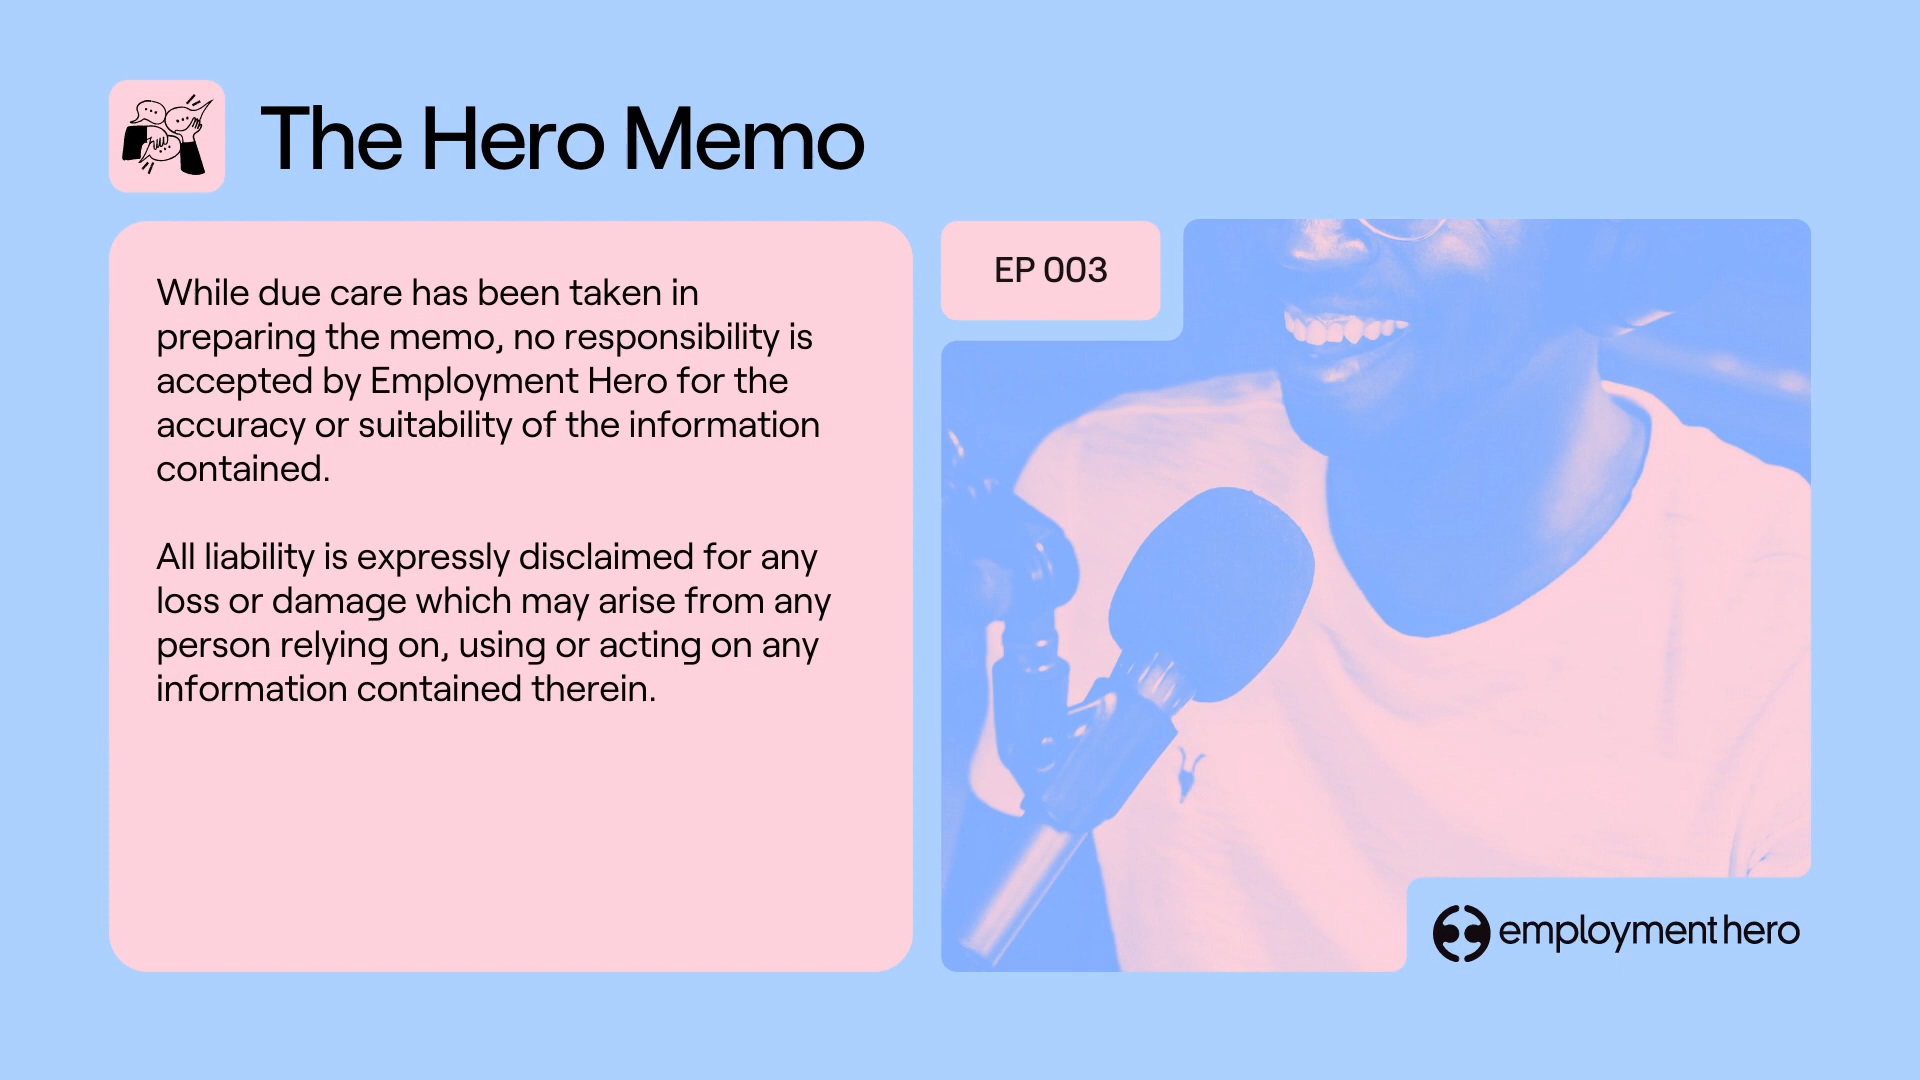 The Hero Memo
While due care has been taken in
preparing the memo, no responsibility is
accepted by Employment Hero for the
accuracy or suitability of the information
contained.
All liability is expressly disclaimed for any
loss or damage which may arise from any
person relying on, using or acting on any
information contained therein.
EP 003
employment hero